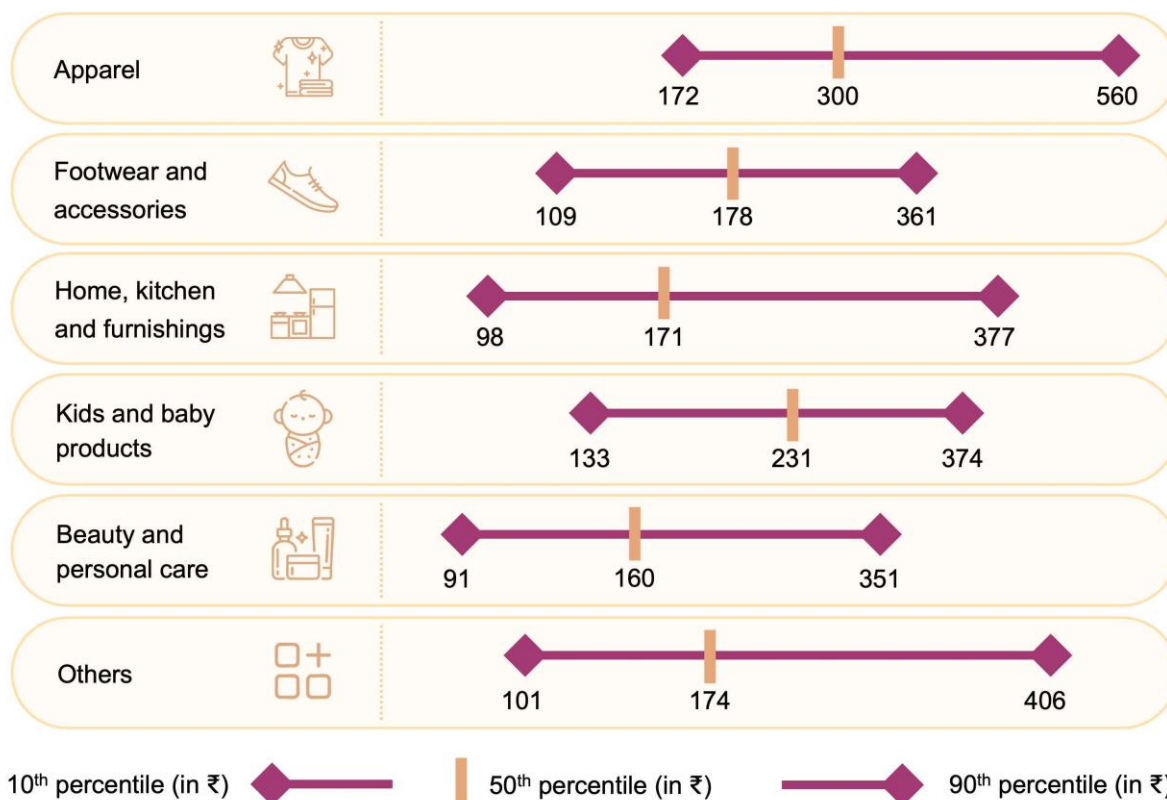 Apparel
172 300 560
Footwear and
accessories
109 178 361
Home, kitchen
and furnishings
98 171 377
Kids and baby
products
133 231 374
Beauty and
personal care
91 160 351
Others
101 174 406
10th percentile (in ₹) 50th percentile (in ₹) 90th percentile (in ₹)